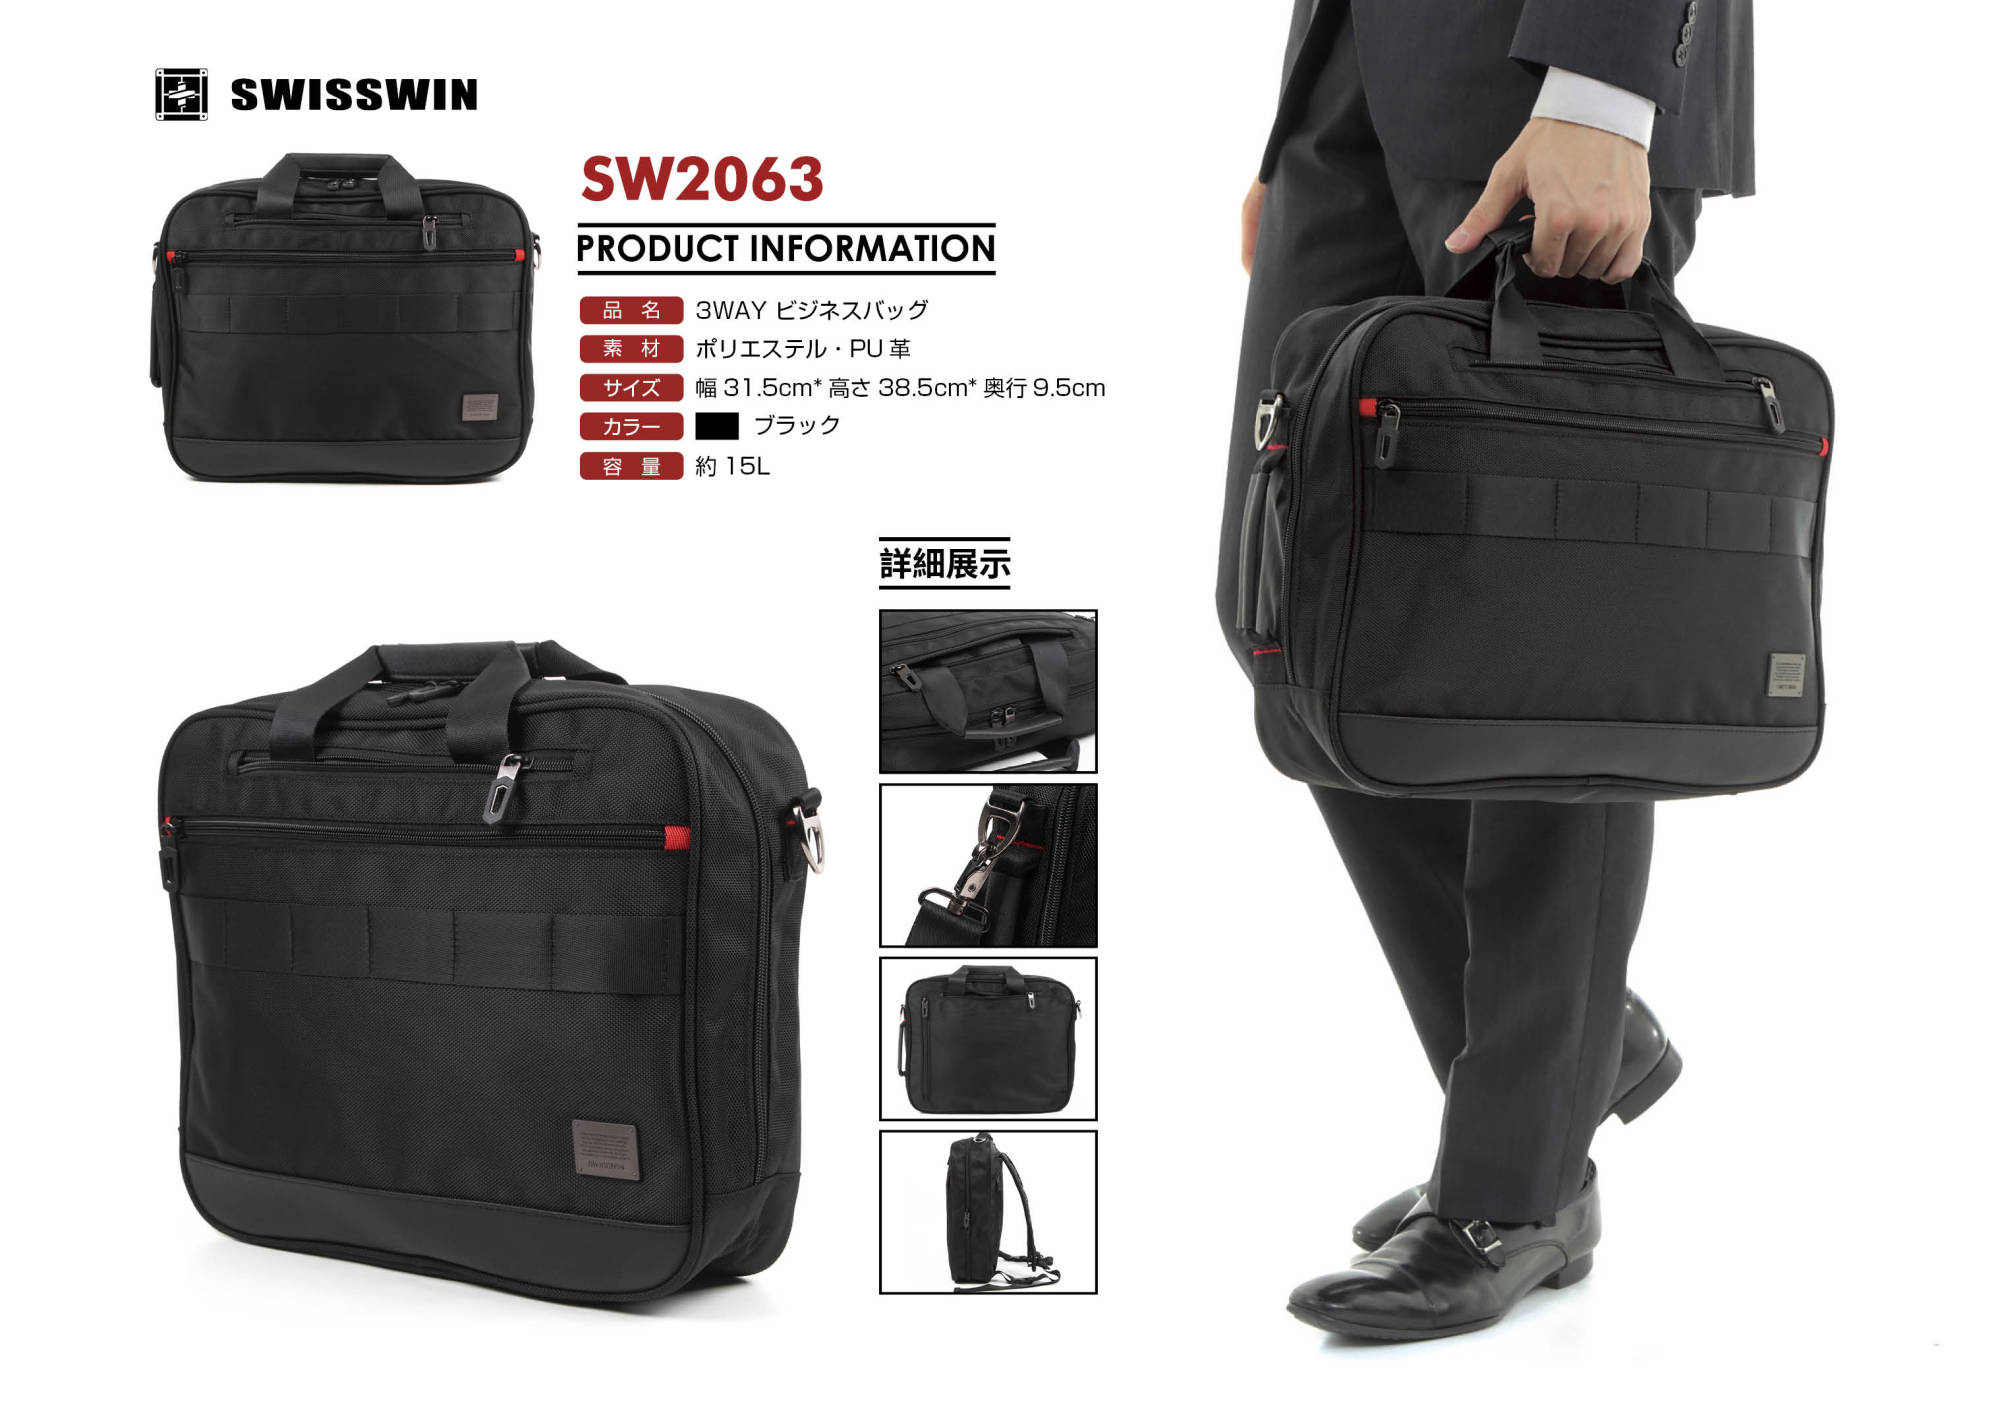 SWISSWIN
SW2063
PRODUCT INFORMATION
品 名 3WAY ビジネスバッグ
素 材 ポリエステル・PU 革
サイズ 幅 31.5cm* 高さ 38.5cm* 奥行 9.5cm
カラー ブラック
容 量 約 15L
詳細展示
SWISSWIN